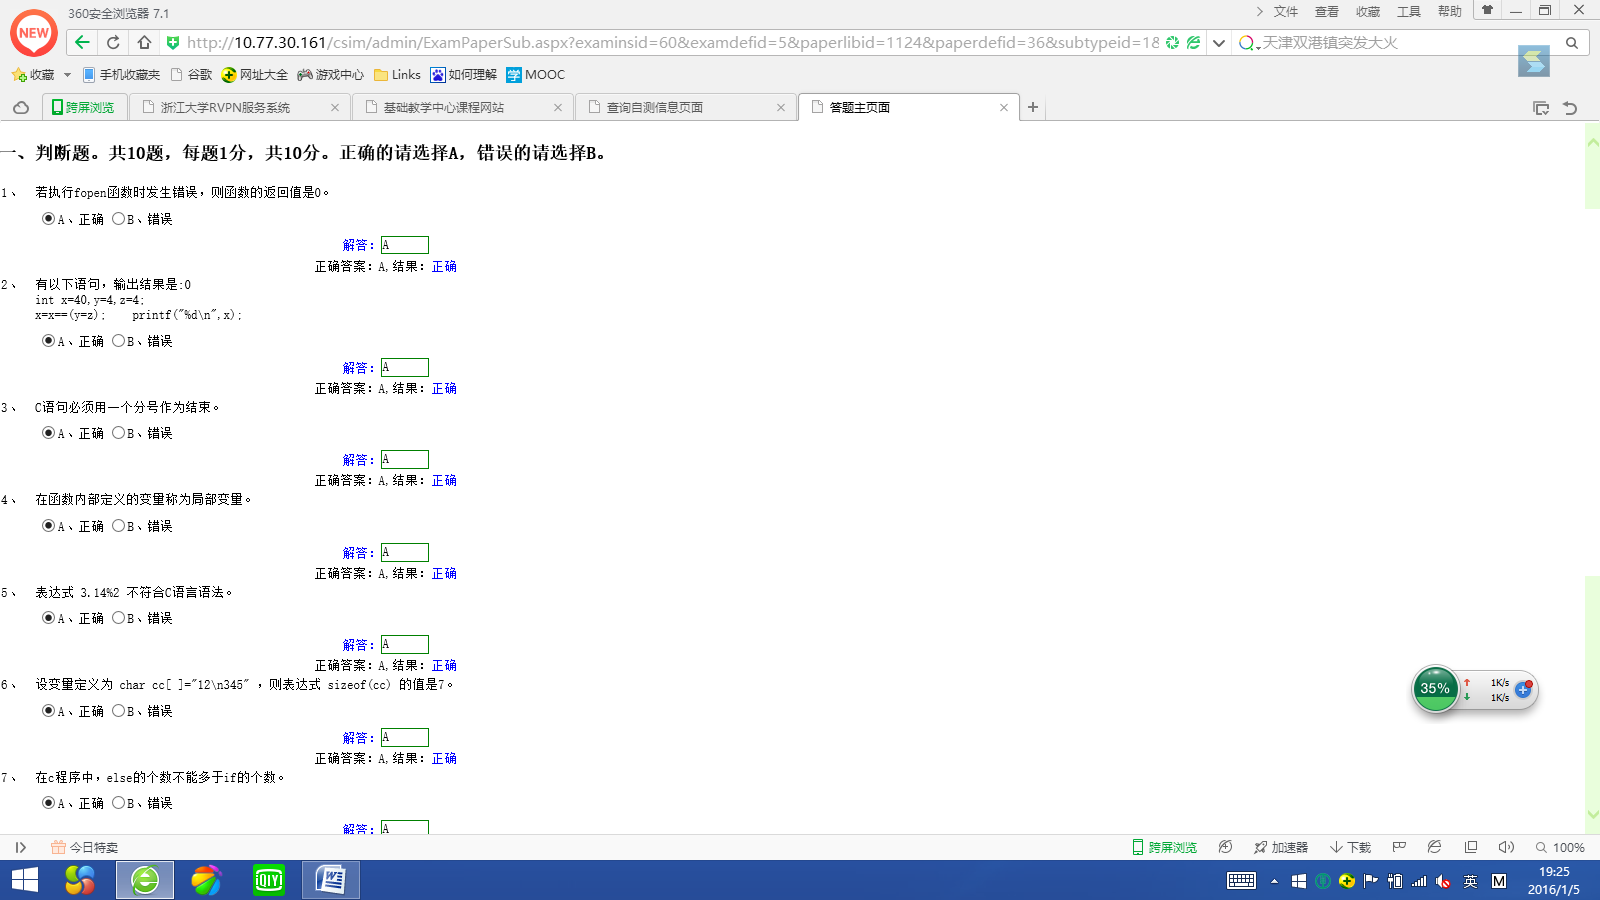 360安全浏览器 7.1
文件 查看 收藏 工具 帮助
NEW
http://10.77.30.161/csim/admin/ExamPaperSub.aspx?examinsid=60&examdefid=5&paperlibid=1124&paperdefid=36&subtypeid=1&
天津双港镇突发大火
收藏 手机收藏夹 谷歌 网址大全 游戏中心 Links 如何理解 学 MOOC
跨屏浏览 浙江大学RVPN服务系统 基础教学中心课程网站 查询自测信息页面 答题主页面
一、判断题。共10题，每题1分，共10分。正确的请选择A，错误的请选择B。
1、 若执行fopen函数时发生错误，则函数的返回值是0。
A、正确 B、错误
解答：A
正确答案：A,结果：正确
2、 有以下语句，输出结果是:0
int x=40,y=4,z=4;
x=x==(y=z); printf("%d\n",x);
A、正确 B、错误
解答：A
正确答案：A,结果：正确
3、 C语句必须用一个分号作为结束。
A、正确 B、错误
解答：A
正确答案：A,结果：正确
4、 在函数内部定义的变量称为局部变量。
A、正确 B、错误
解答：A
正确答案：A,结果：正确
5、 表达式 3.14%2 不符合C语言语法。
A、正确 B、错误
解答：A
正确答案：A,结果：正确
6、 设变量定义为 char cc[ ]="12\n345" ，则表达式 sizeof(cc) 的值是7。
A、正确 B、错误
解答：A
正确答案：A,结果：正确
7、 在c程序中，else的个数不能多于if的个数。
A、正确 B、错误
解答：A
35% 1K/s
1K/s
今日特卖 跨屏浏览 加速器 下载 100%
iQIYI W 英 M 19:25
2016/1/5